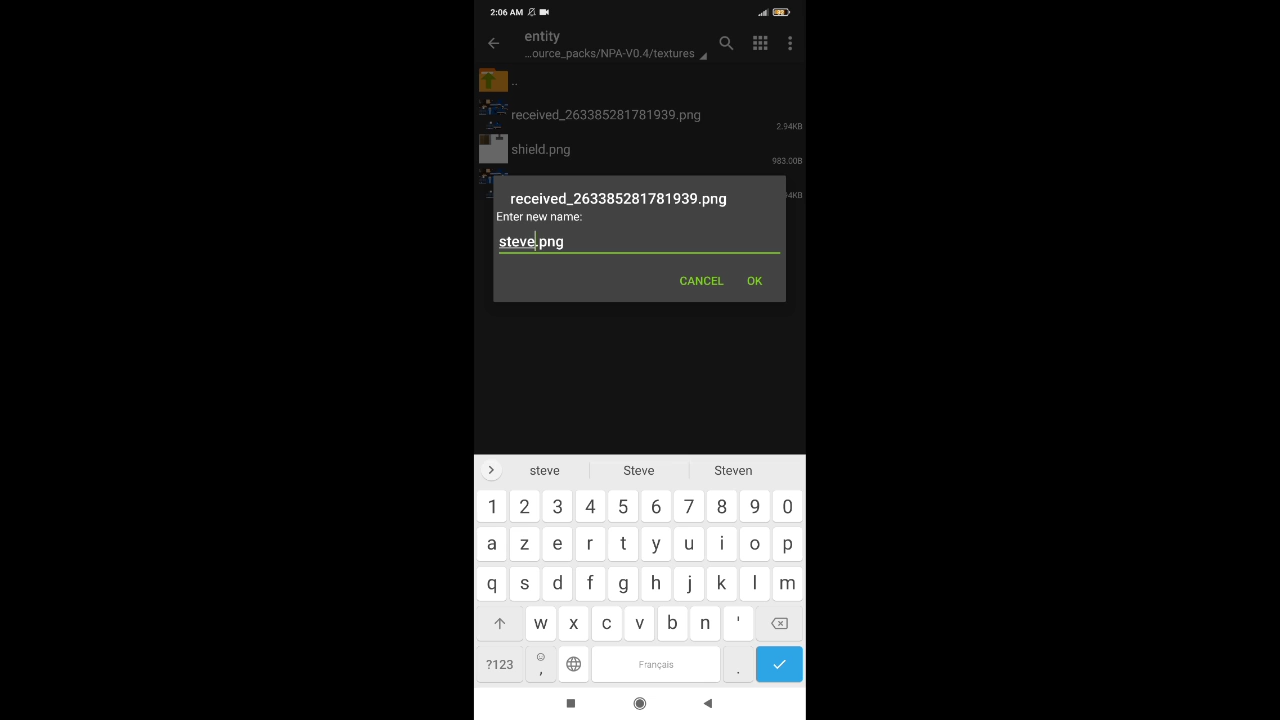 2:06 AM
92
entity
...ource_packs/NPA-V0.4/textures
..
received_263385281781939.png
2.94KB
shield.png
983.00B
94KB
received_263385281781939.png
Enter new name:
steve.png
CANCEL OK
steve Steve Steven
1 2 3 4 5 6 7 8 9 0
a z e r t y u i o p
q s d f g h j k l m
w x c v b n '
?123 , Français .